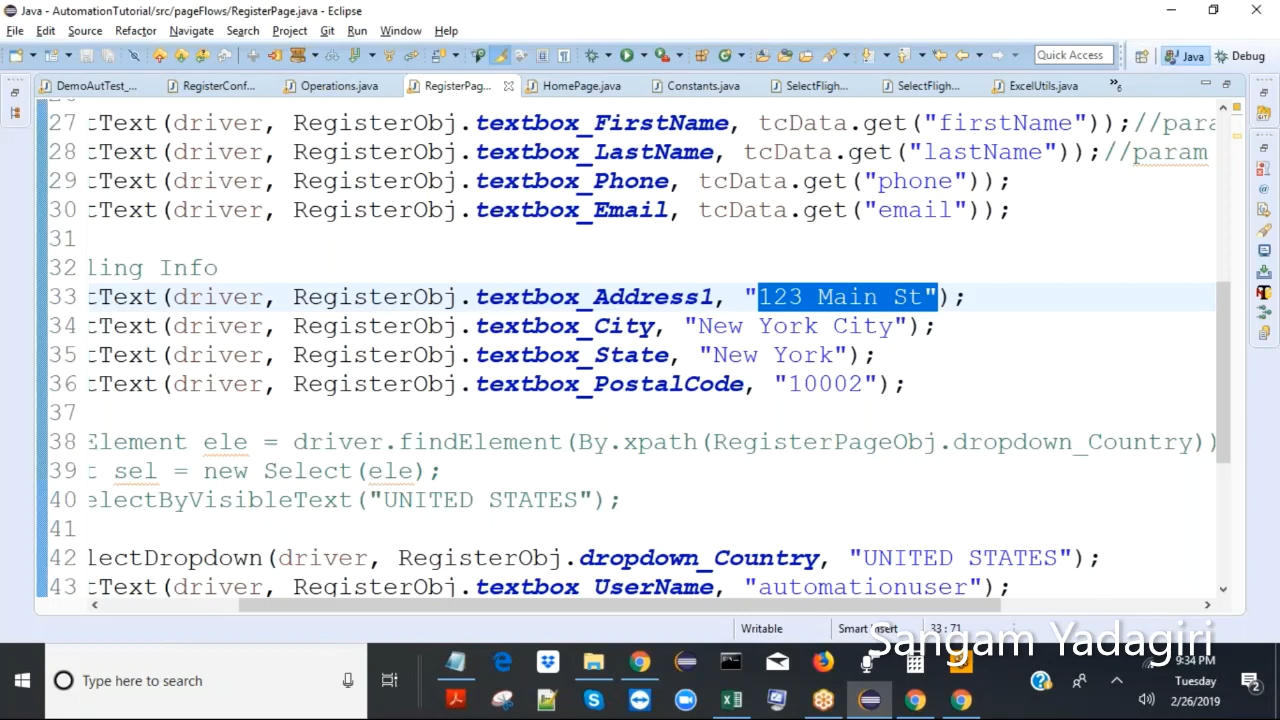 Java - AutomationTutorial/src/pageFlows/RegisterPage.java - Eclipse
File Edit Source Refactor Navigate Search Project Git Run Window Help
Quick Access Java Debug
DemoAutTest_... RegisterConf... Operations.java RegisterPag... HomePage.java Constants.java SelectFligh... SelectFligh... ExcelUtils.java »6
27 tText(driver, RegisterObj.textbox_FirstName, tcData.get("firstName"));//para
28 tText(driver, RegisterObj.textbox_LastName, tcData.get("lastName"));//param
29 tText(driver, RegisterObj.textbox_Phone, tcData.get("phone"));
30 tText(driver, RegisterObj.textbox_Email, tcData.get("email"));
31
32 ling Info
33 tText(driver, RegisterObj.textbox_Address1, "123 Main St");
34 tText(driver, RegisterObj.textbox_City, "New York City");
35 tText(driver, RegisterObj.textbox_State, "New York");
36 tText(driver, RegisterObj.textbox_PostalCode, "10002");
37
38 Element ele = driver.findElement(By.xpath(RegisterPageObj.dropdown_Country))
39 t sel = new Select(ele);
40 electByVisibleText("UNITED STATES");
41
42 lectDropdown(driver, RegisterObj.dropdown_Country, "UNITED STATES");
43 tText(driver, RegisterObj.textbox_UserName, "automationuser");
Writable Smart Insert 33 : 71
Sangam Yadagiri
Type here to search
9:34 PM
Tuesday
2/26/2019
2